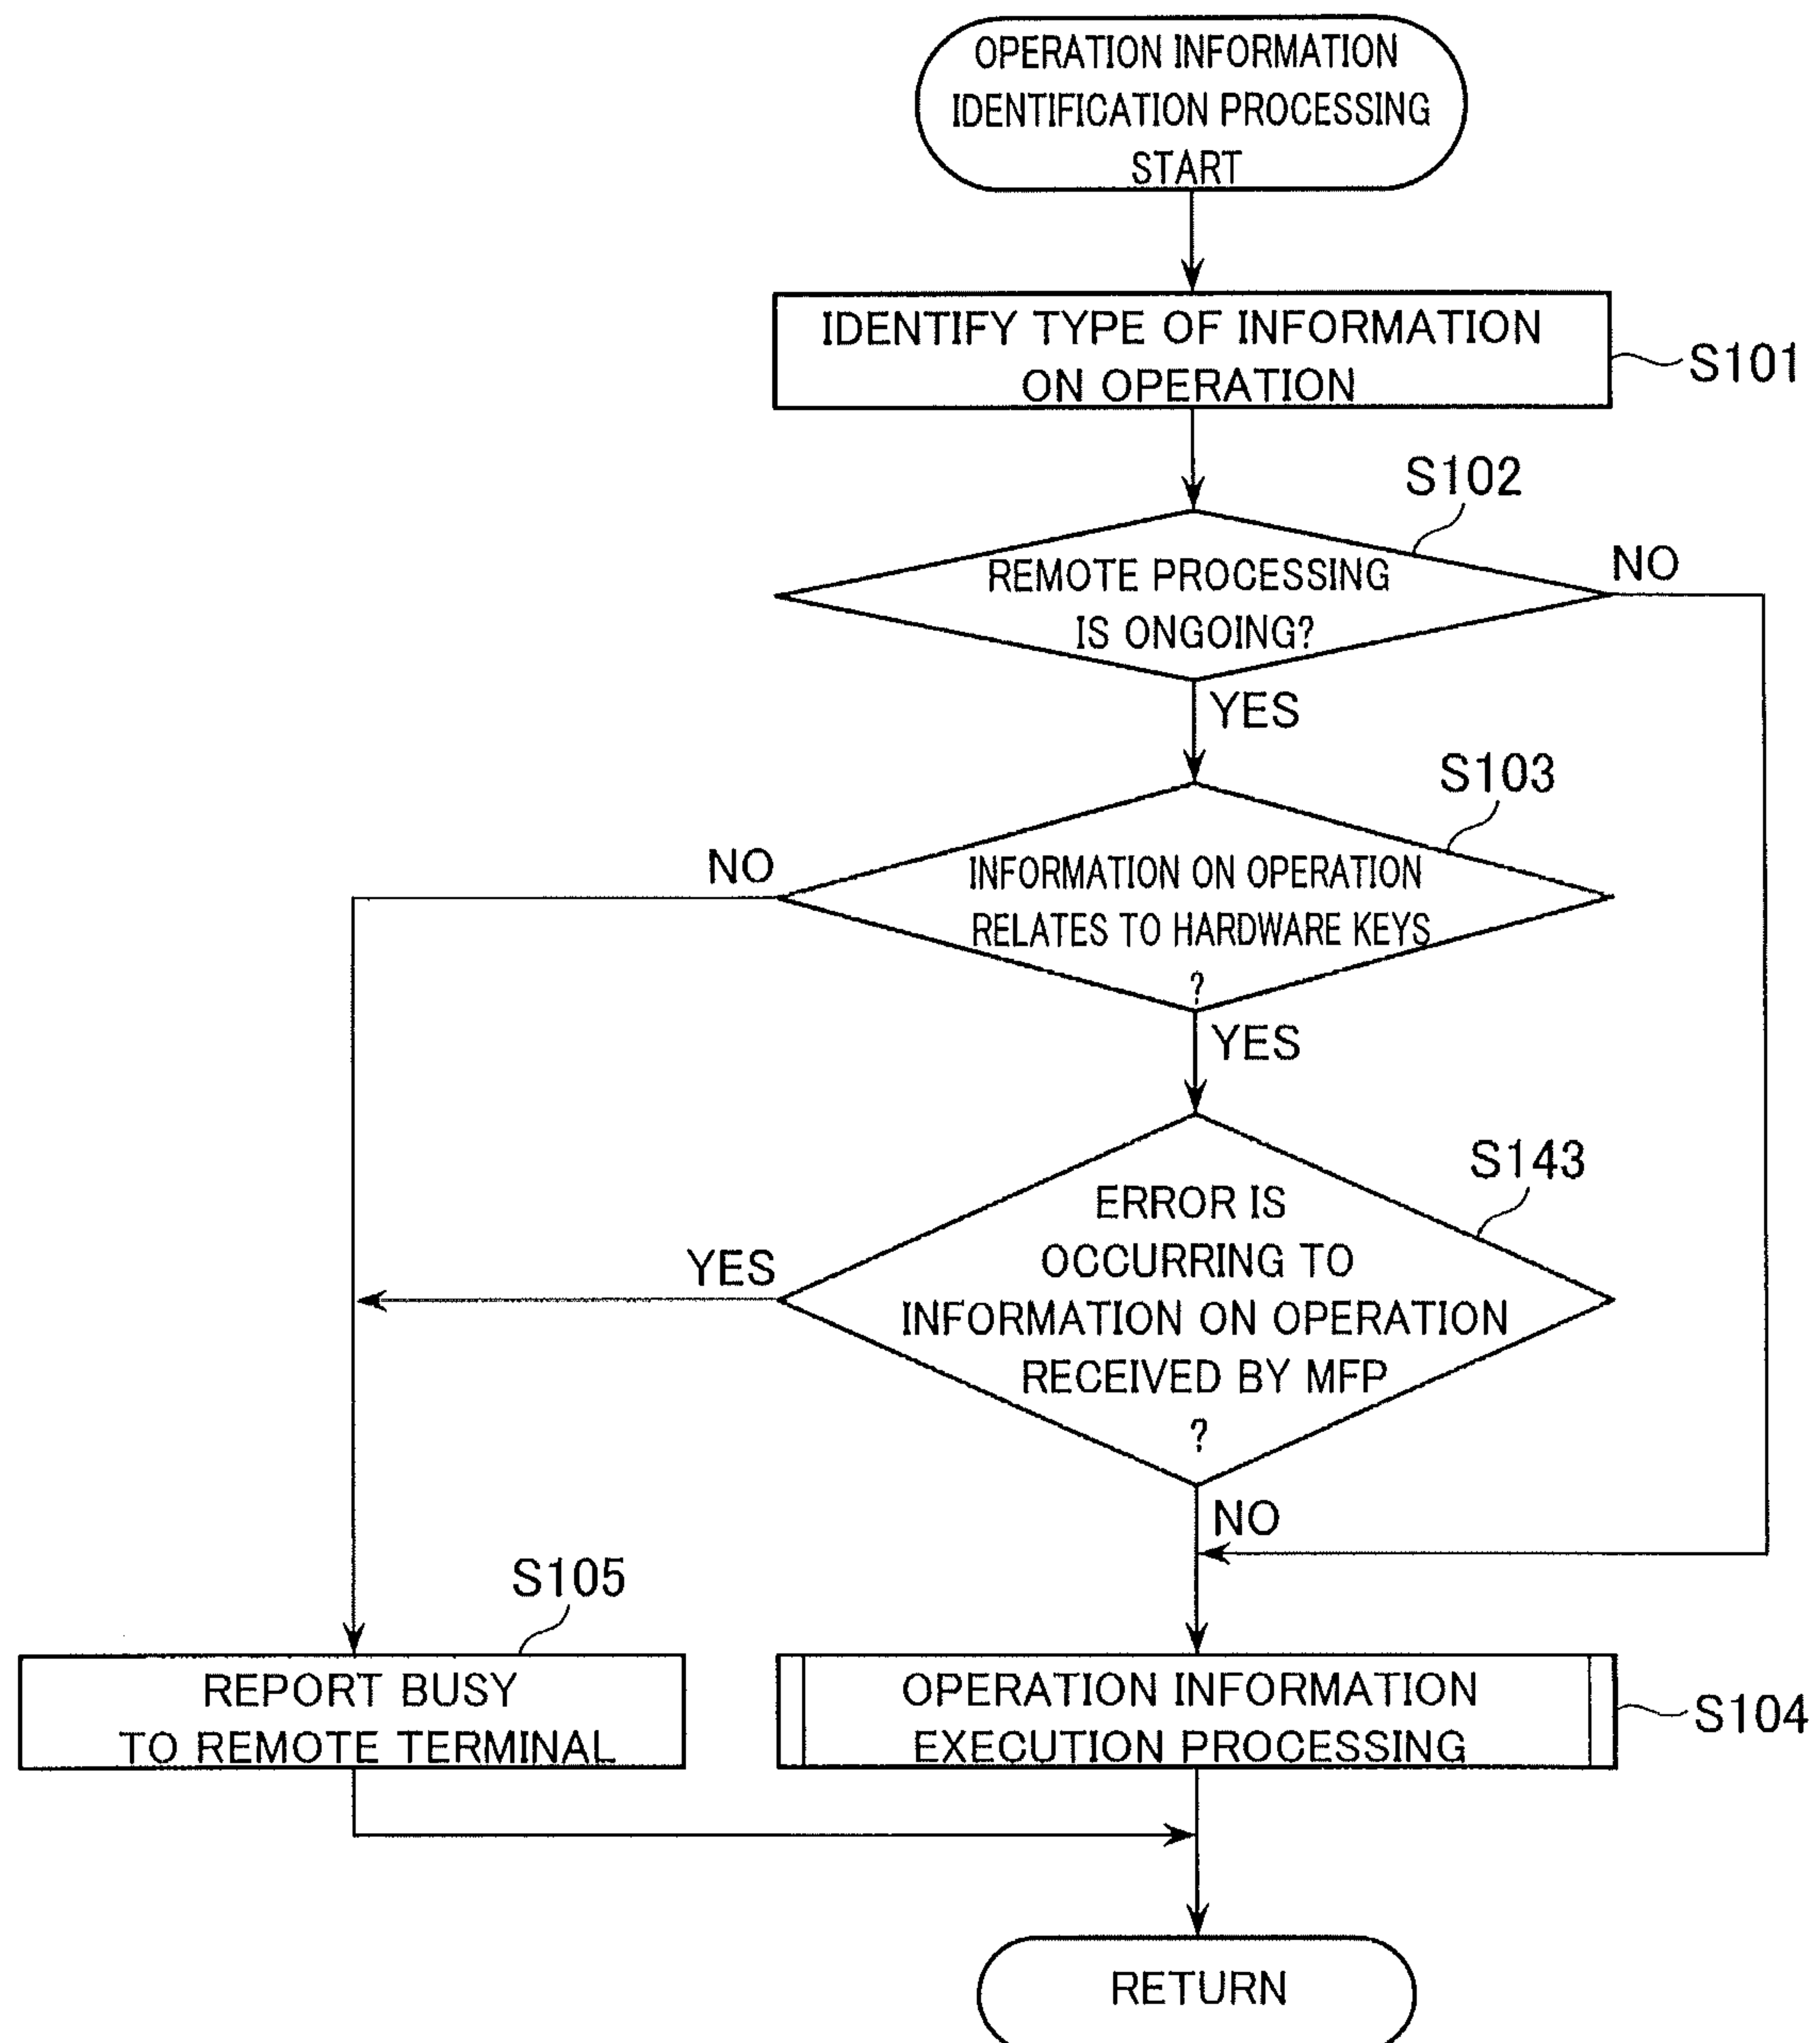 OPERATION INFORMATION
IDENTIFICATION PROCESSING
START
IDENTIFY TYPE OF INFORMATION
ON OPERATION
S101
S102
REMOTE PROCESSING
IS ONGOING?
NO
YES
S103
NO
INFORMATION ON OPERATION
RELATES TO HARDWARE KEYS
?
YES
S143
ERROR IS
OCCURRING TO
INFORMATION ON OPERATION
RECEIVED BY MFP
?
YES
NO
S105
REPORT BUSY
TO REMOTE TERMINAL
OPERATION INFORMATION
EXECUTION PROCESSING
S104
RETURN